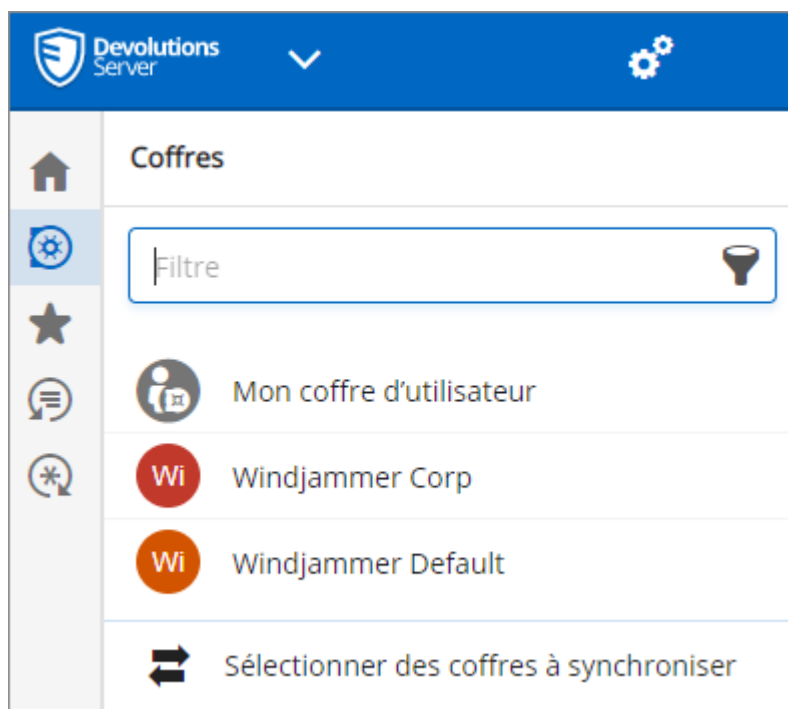 Devolutions
Server
Coffres
Filtre
Mon coffre d’utilisateur
Wi Windjammer Corp
Wi Windjammer Default
Sélectionner des coffres à synchroniser